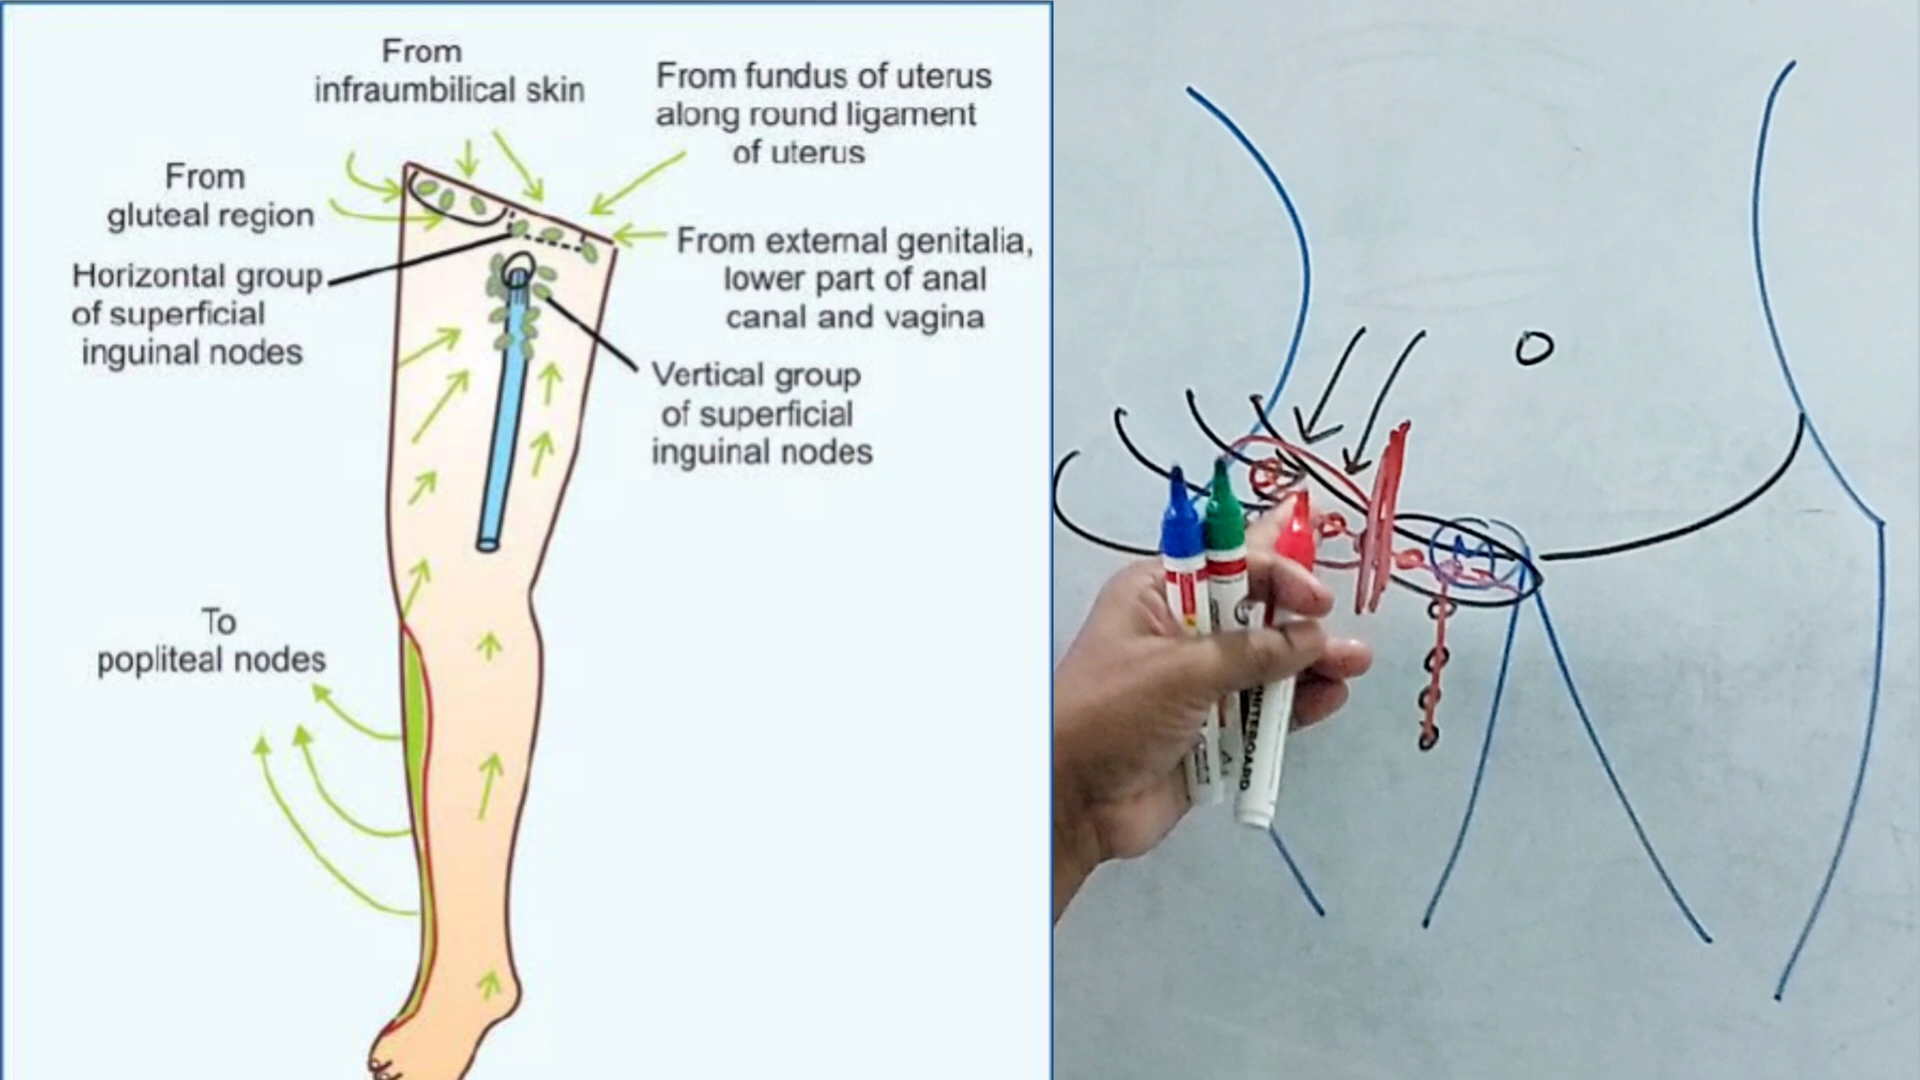 From
infraumbilical skin
From fundus of uterus
along round ligament
of uterus
From
gluteal region
From external genitalia,
lower part of anal
canal and vagina
Horizontal group
of superficial
inguinal nodes
Vertical group
of superficial
inguinal nodes
To
popliteal nodes
M
WHITEBOARD